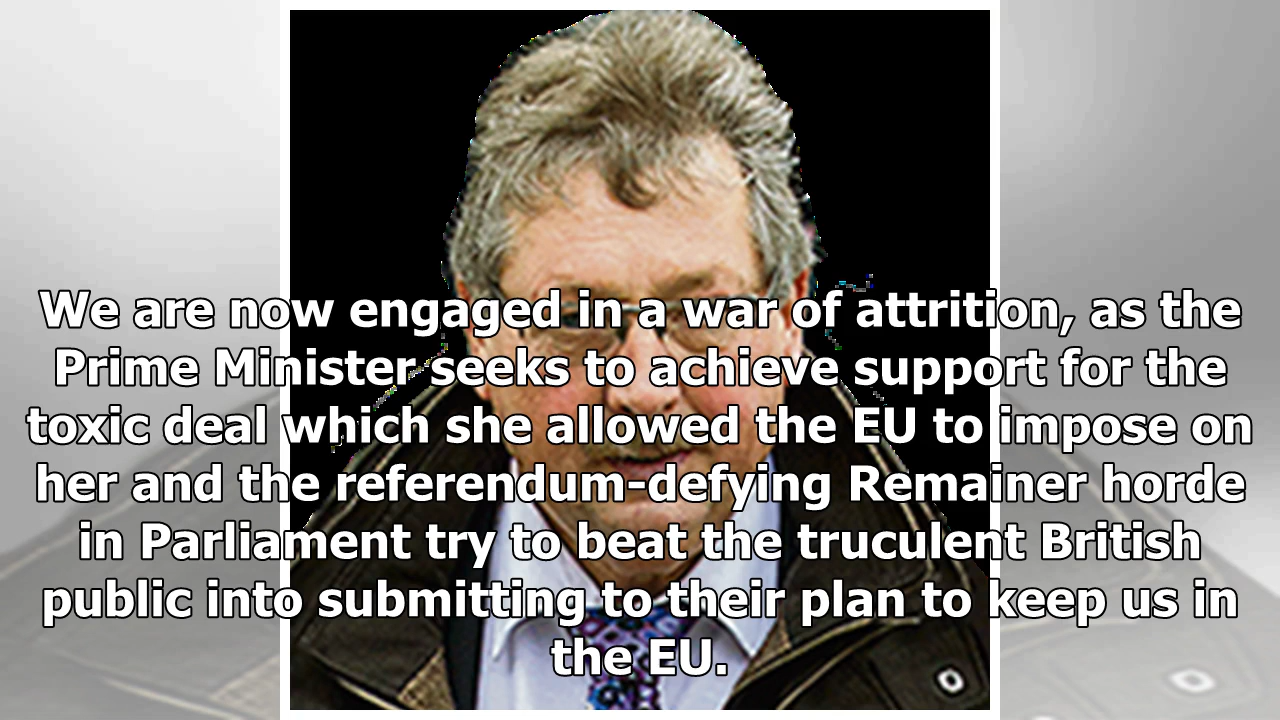 We are now engaged in a war of attrition, as the
Prime Minister seeks to achieve support for the
toxic deal which she allowed the EU to impose on
her and the referendum-defying Remainer horde
in Parliament try to beat the truculent British
public into submitting to their plan to keep us in
the EU.